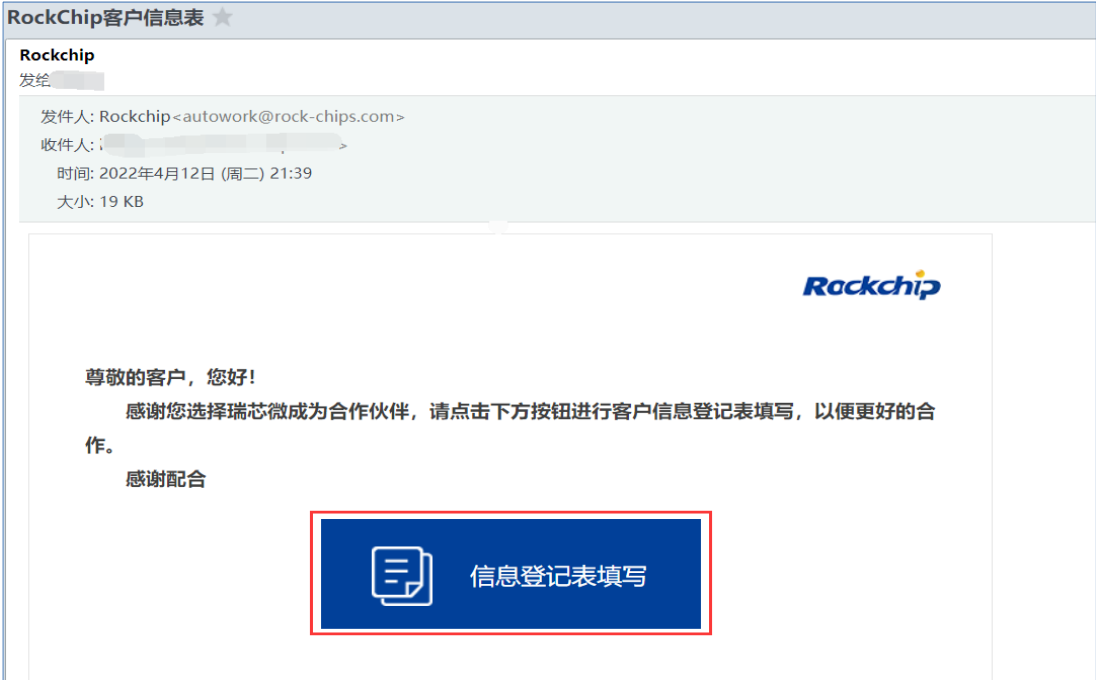 RockChip客户信息表
Rockchip
发给
发件人: Rockchip<autowork@rock-chips.com>
收件人:
时间: 2022年4月12日 (周二) 21:39
大小: 19 KB
Rockchip
尊敬的客户，您好！
感谢您选择瑞芯微成为合作伙伴，请点击下方按钮进行客户信息登记表填写，以便更好的合
作。
感谢配合
信息登记表填写